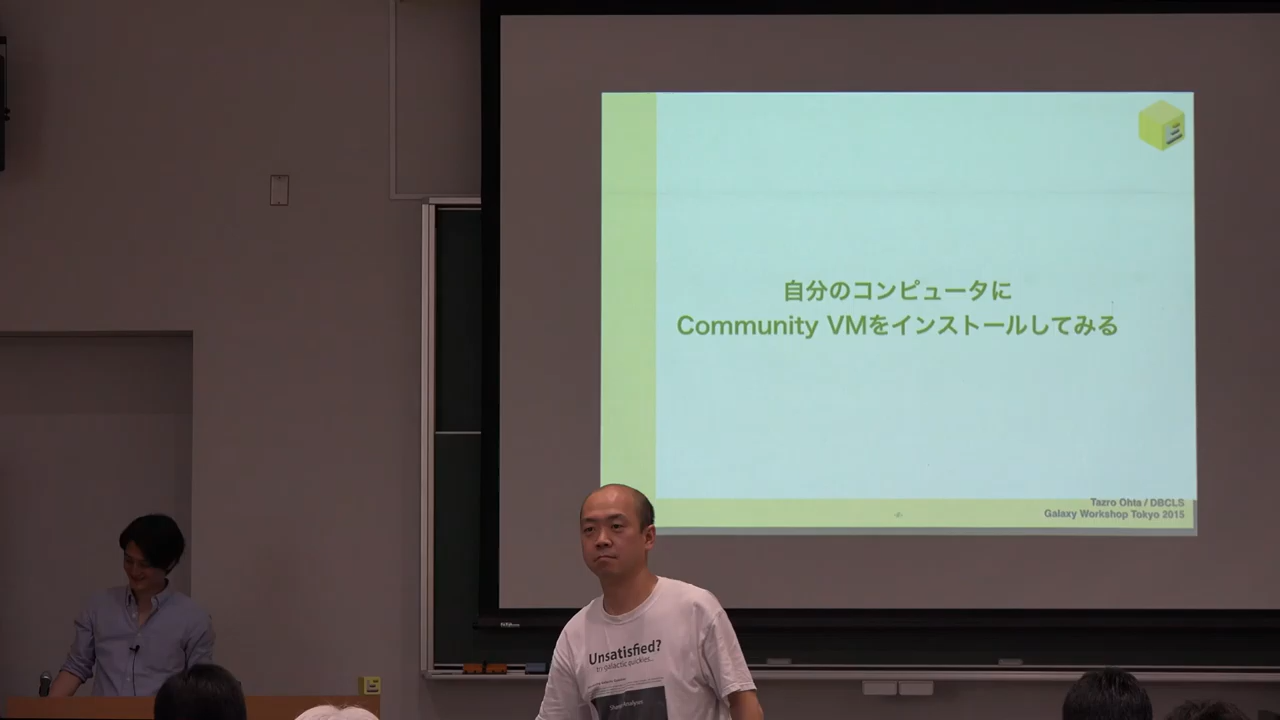 自分のコンピュータに
Community VMをインストールしてみる
Tazro Ohta / DBCLS
Galaxy Workshop Tokyo 2015
Unsatisfied?